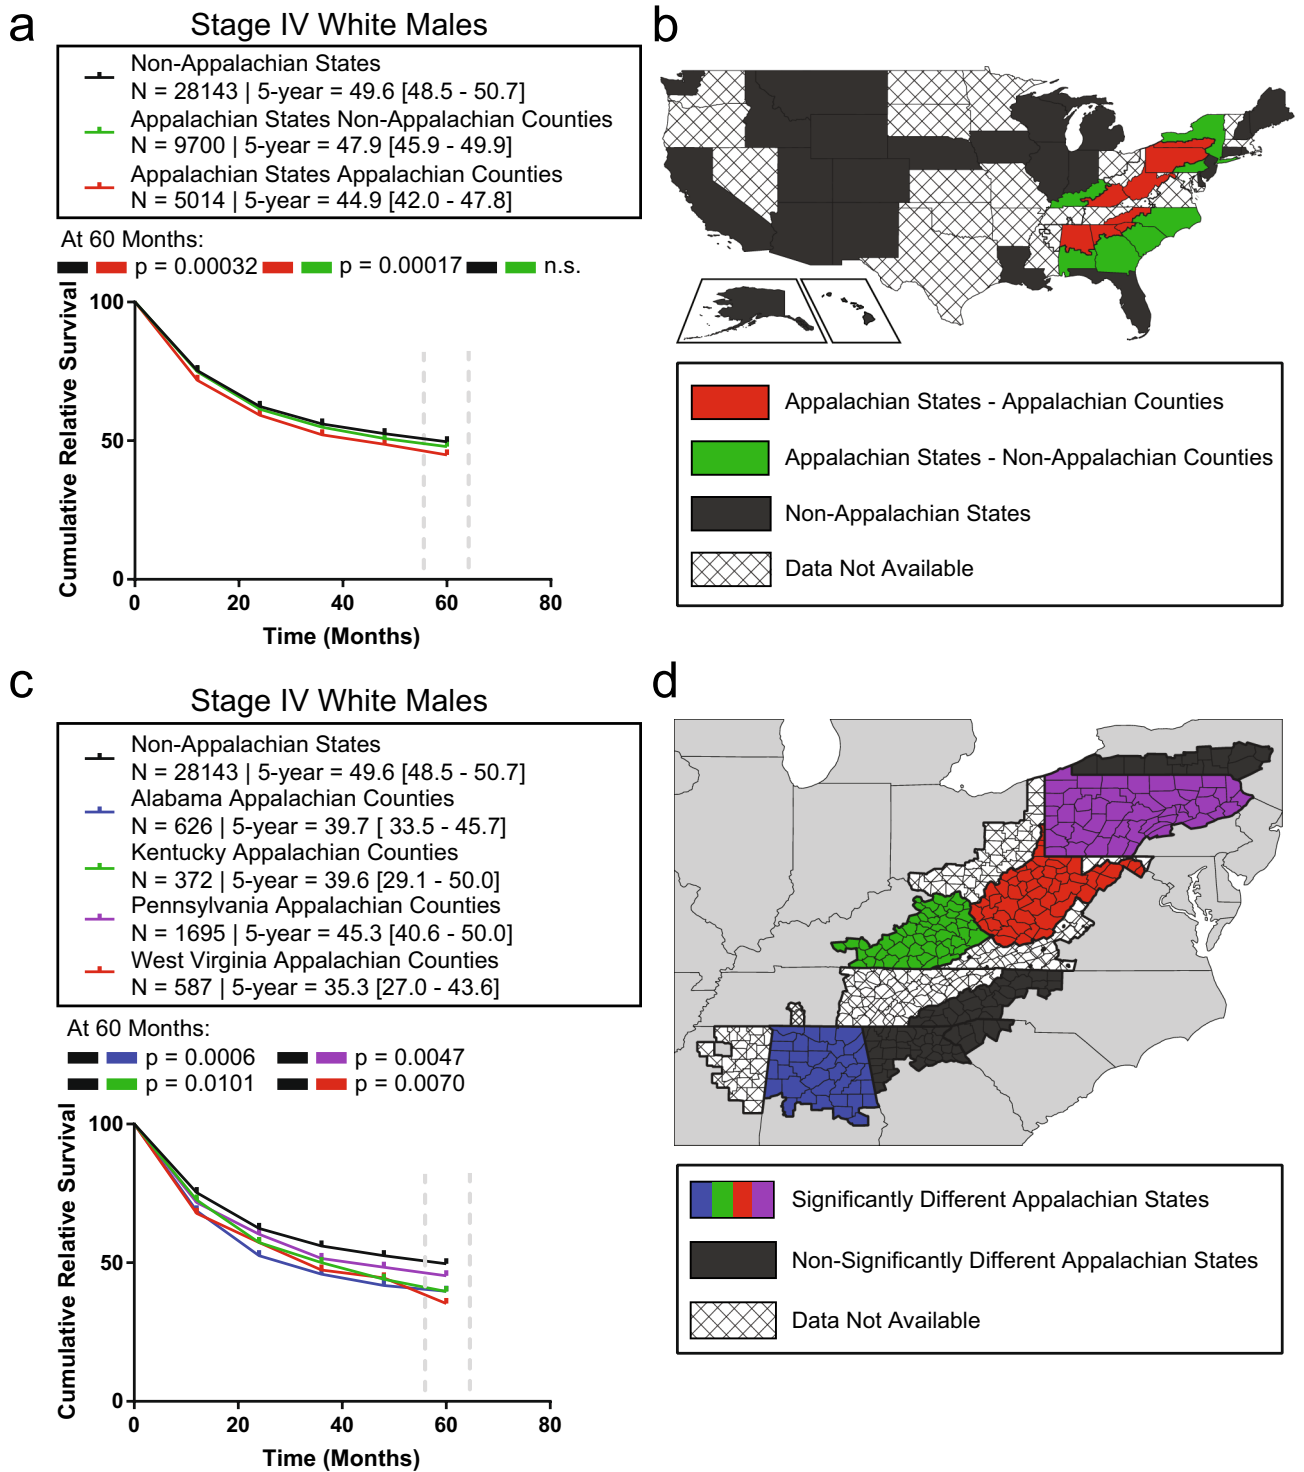 a
Stage IV White Males
Non-Appalachian States
N = 28143 | 5-year = 49.6 [48.5 - 50.7]
Appalachian States Non-Appalachian Counties
N = 9700 | 5-year = 47.9 [45.9 - 49.9]
Appalachian States Appalachian Counties
N = 5014 | 5-year = 44.9 [42.0 - 47.8]
At 60 Months:
p = 0.00032 p = 0.00017 n.s.
Cumulative Relative Survival
100
50
0
0 20 40 60 80
Time (Months)
b
Appalachian States - Appalachian Counties
Appalachian States - Non-Appalachian Counties
Non-Appalachian States
Data Not Available
c
Stage IV White Males
Non-Appalachian States
N = 28143 | 5-year = 49.6 [48.5 - 50.7]
Alabama Appalachian Counties
N = 626 | 5-year = 39.7 [ 33.5 - 45.7]
Kentucky Appalachian Counties
N = 372 | 5-year = 39.6 [29.1 - 50.0]
Pennsylvania Appalachian Counties
N = 1695 | 5-year = 45.3 [40.6 - 50.0]
West Virginia Appalachian Counties
N = 587 | 5-year = 35.3 [27.0 - 43.6]
At 60 Months:
p = 0.0006 p = 0.0047
p = 0.0101 p = 0.0070
Cumulative Relative Survival
100
50
0
0 20 40 60 80
Time (Months)
d
Significantly Different Appalachian States
Non-Significantly Different Appalachian States
Data Not Available